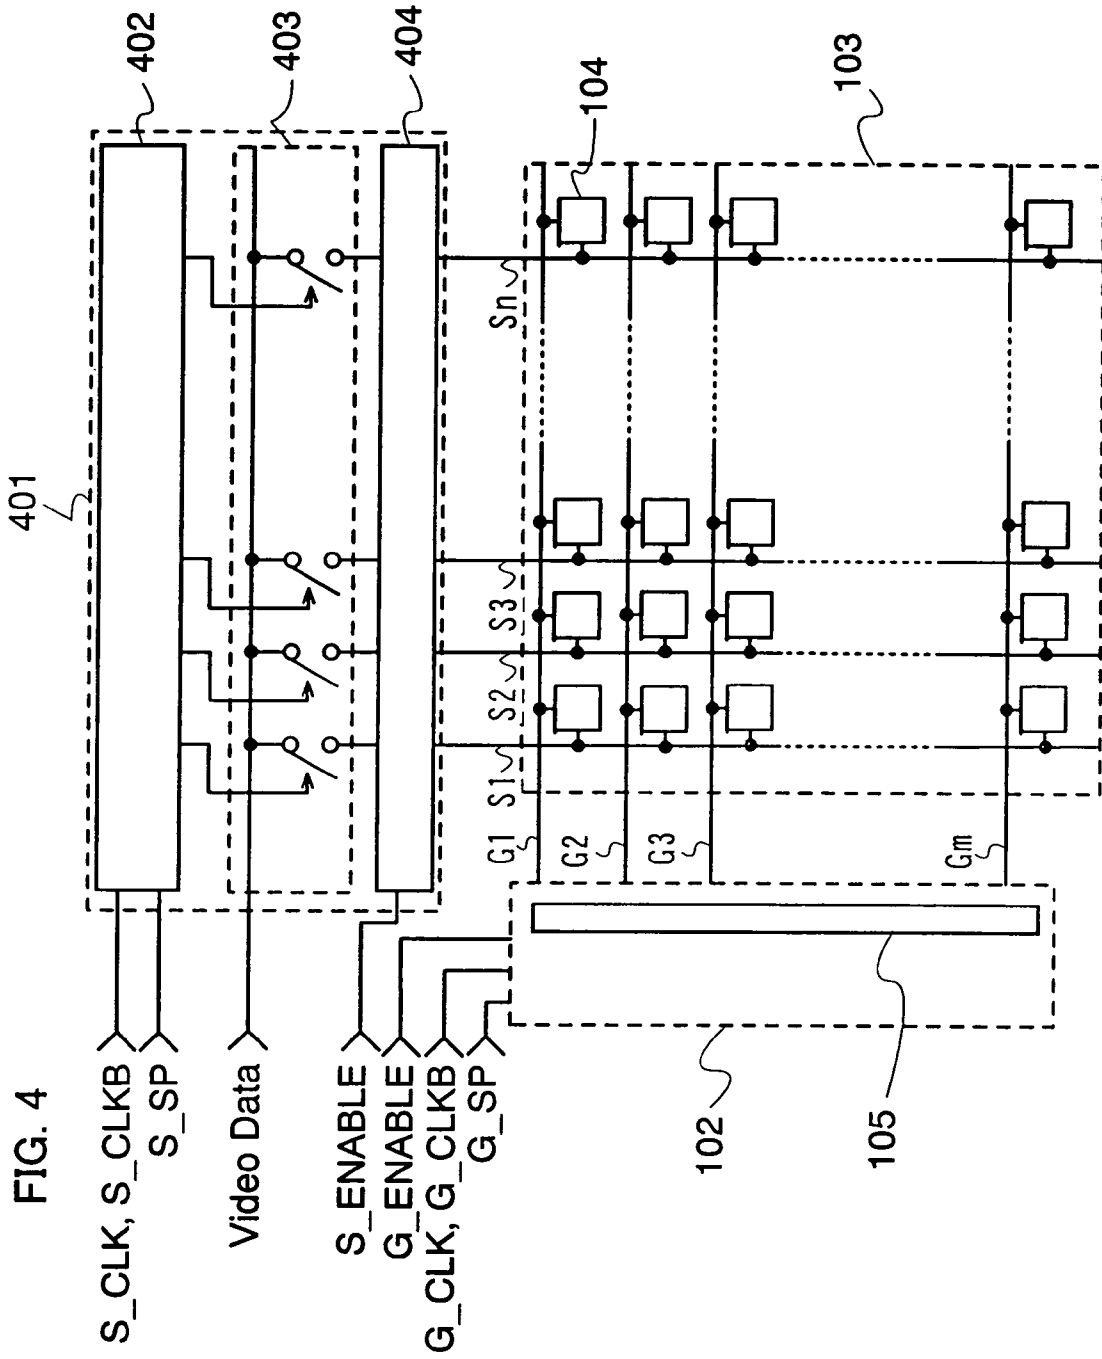 FIG. 4
401
402
403
404
S_CLK, S_CLKB
S_SP
Video Data
S_ENABLE
G_ENABLE
G_CLK, G_CLKB
G_SP
S1
S2
S3
Sn
104
103
G1
G2
G3
Gm
102
105